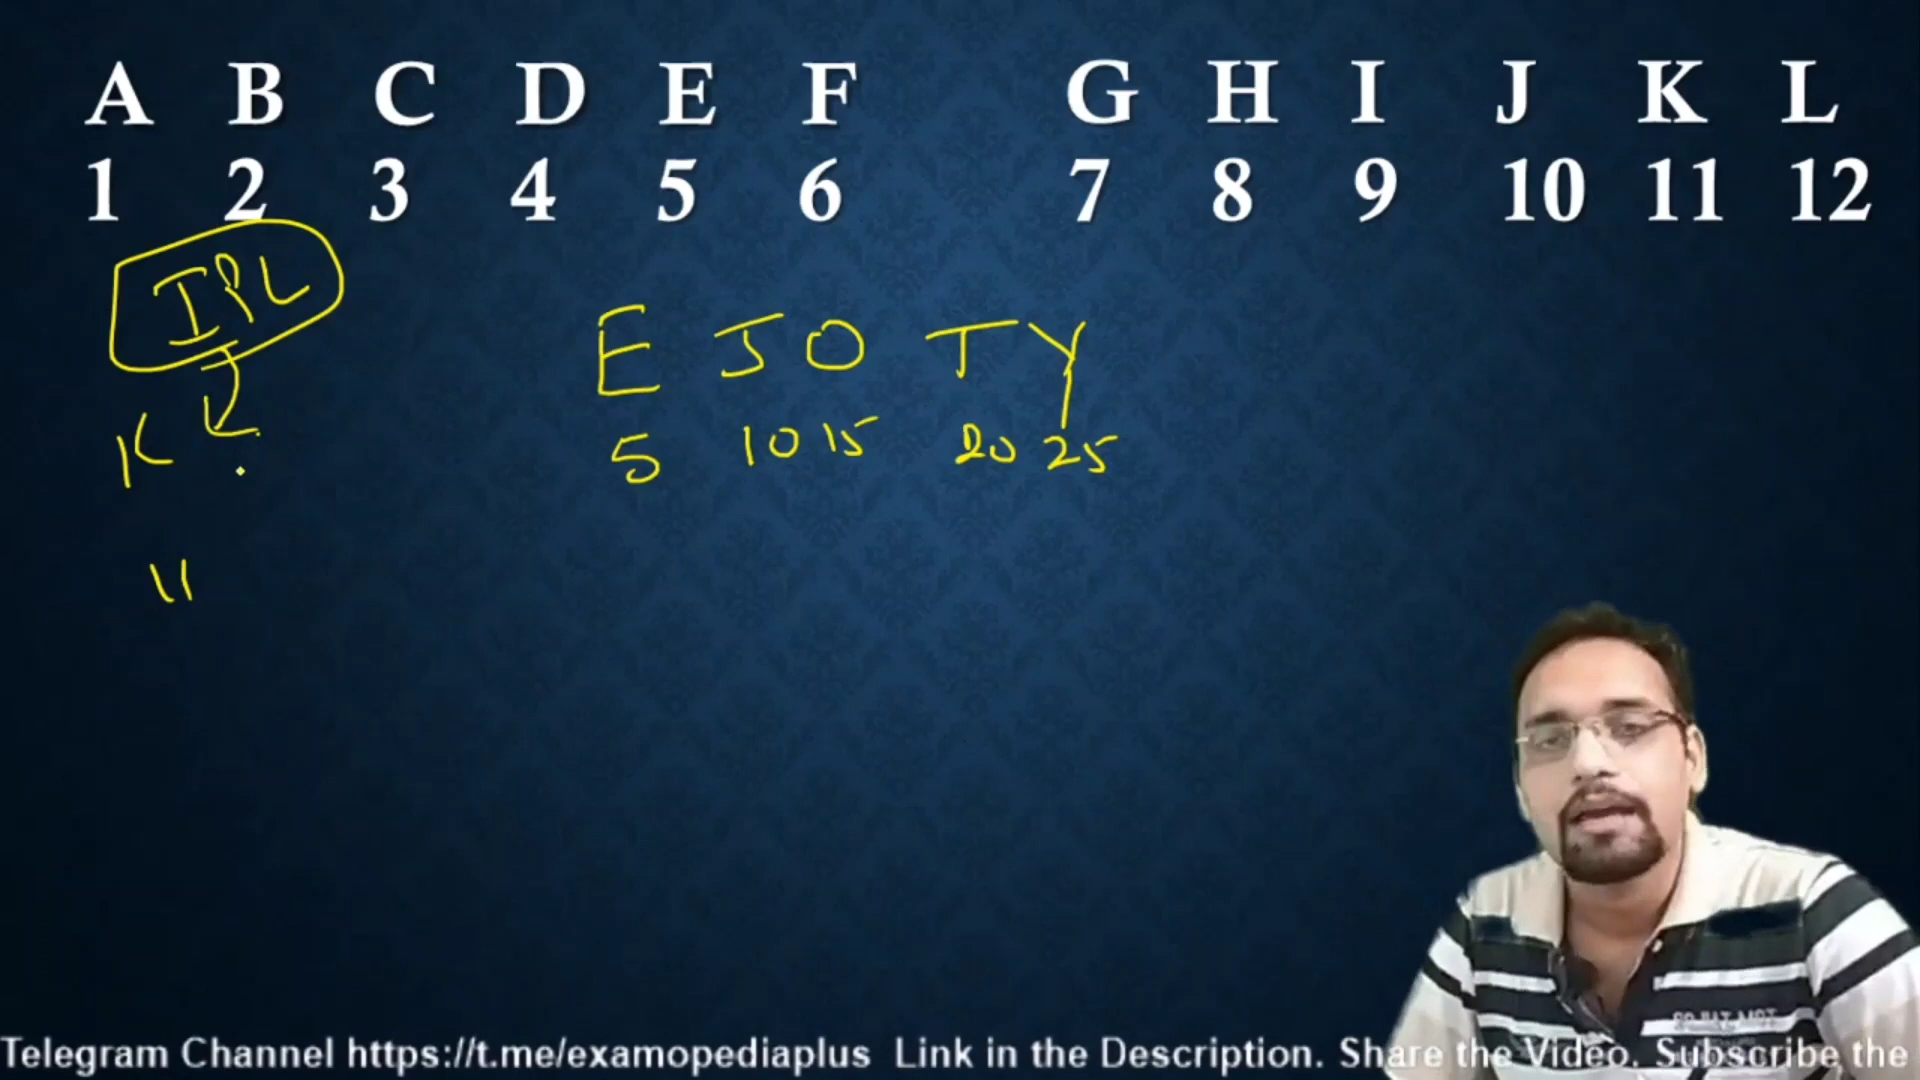 A B C D E F G H I J K L
1 2 3 4 5 6 7 8 9 10 11 12
IPL
E J O T Y
K
5 10 15 20 25
11
Telegram Channel https://t.me/examopediaplus Link in the Description. Share the Video. Subscribe the